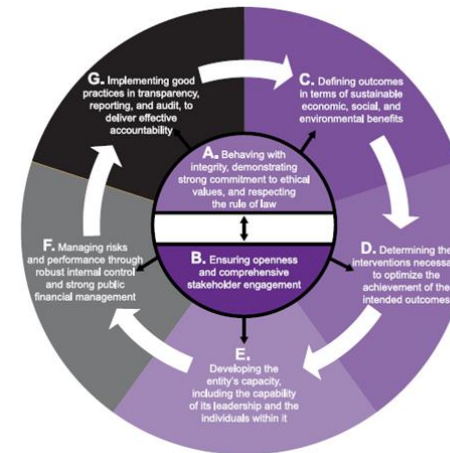 G. Implementing good
practices in transparency,
reporting, and audit, to
deliver effective
accountability
C. Defining outcomes
in terms of sustainable
economic, social, and
environmental benefits
A. Behaving with
integrity, demonstrating
strong commitment to ethical
values, and respecting
the rule of law
B. Ensuring openness
and comprehensive
stakeholder engagement
F. Managing risks
and performance through
robust internal control
and strong public
financial management
D. Determining the
interventions necessa
to optimize the
achievement of the
intended outcomes
E.
Developing the
entity's capacity,
including the capability
of its leadership and the
individuals within it